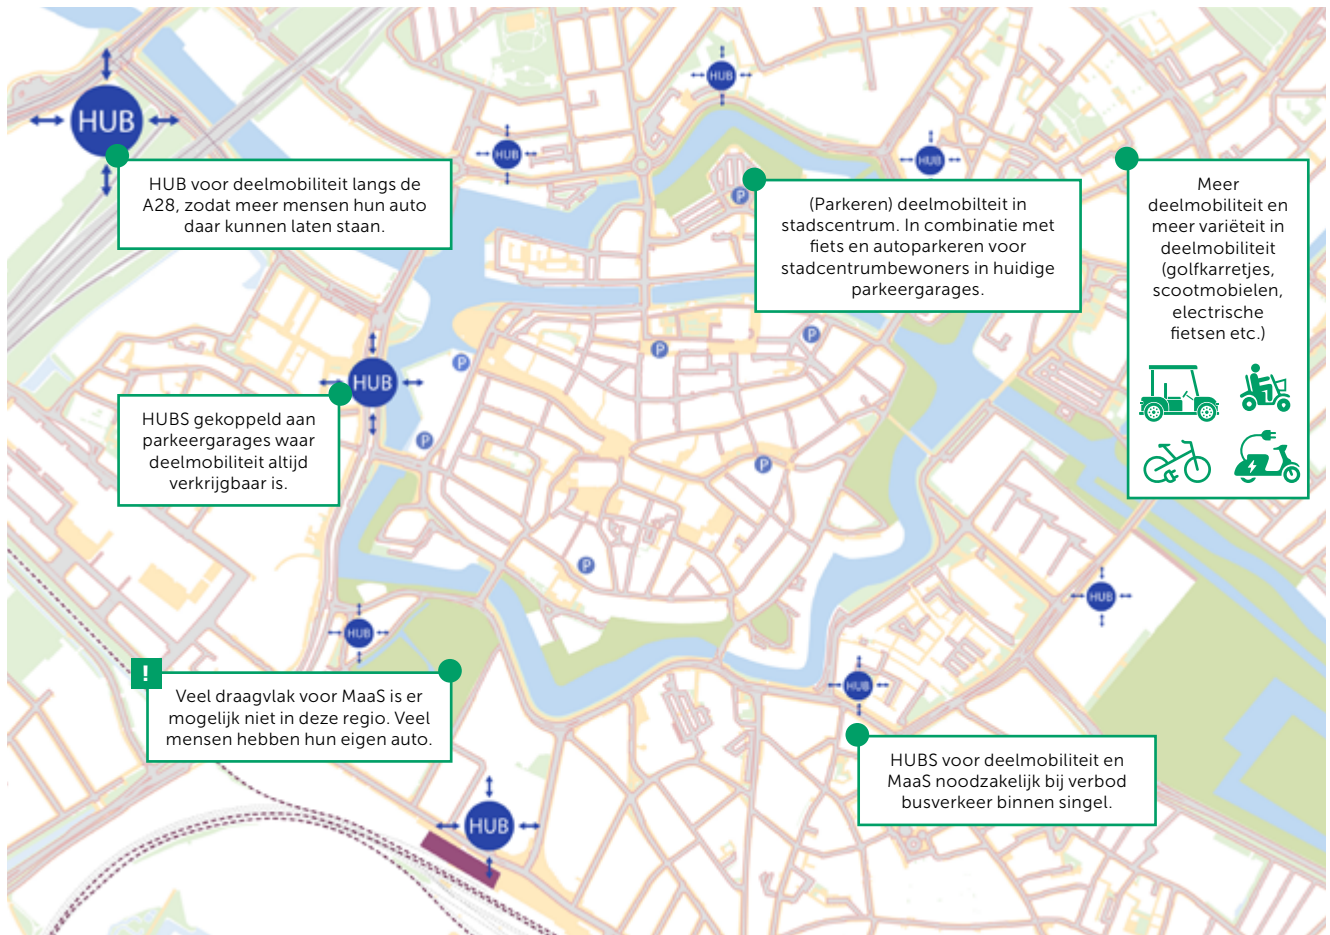 HUB
HUB
HUB
HUB
HUB voor deelmobiliteit langs de
A28, zodat meer mensen hun auto
daar kunnen laten staan.
P
(Parkeren) deelmobilteit in
stadscentrum. In combinatie met
fiets en autoparkeren voor
stadcentrumbewoners in huidige
parkeergarages.
Meer
deelmobiliteit en
meer variëteit in
deelmobiliteit
(golfkarretjes,
scootmobielen,
electrische
fietsen etc.)
P
P
P
HUB
P
P
HUBS gekoppeld aan
parkeergarages waar
deelmobiliteit altijd
verkrijgbaar is.
P
HUB
HUB
!
Veel draagvlak voor MaaS is er
mogelijk niet in deze regio. Veel
mensen hebben hun eigen auto.
HUB
HUBS voor deelmobiliteit en
MaaS noodzakelijk bij verbod
busverkeer binnen singel.
HUB